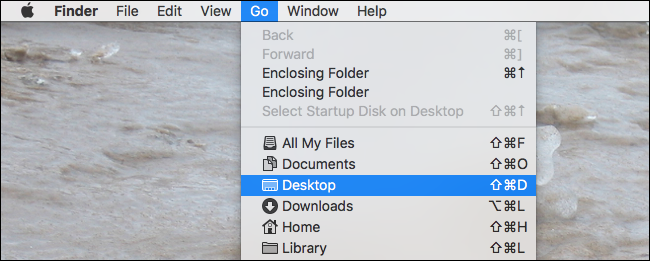 Finder File Edit View Go Window Help
Back ⌘[
Forward ⌘]
Enclosing Folder ⌘↑
Enclosing Folder
Select Startup Disk on Desktop ⇧⌘↑
All My Files ⇧⌘F
Documents ⇧⌘O
Desktop ⇧⌘D
Downloads ⌥⌘L
Home ⇧⌘H
Library ⇧⌘L